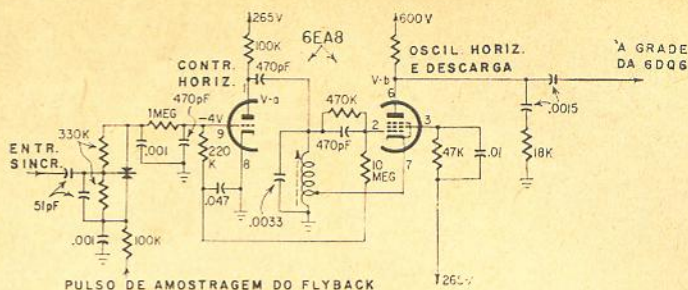 265V
600V
6EA8
100K
CONTR.
HORIZ.
470pF
OSCIL. HORIZ.
E DESCARGA
'A GRADE
DA 6DQ6
1
V-a
V-b
6
470pF
1MEG
-4V
9
470K
2
3
.0015
330K
ENTR.
SINCR.
.001
220
K
8
470pF
10
MEG
47K
.01
18K
7
51pF
.047
.0033
.001
100K
265V
PULSO DE AMOSTRAGEM DO FLYBACK